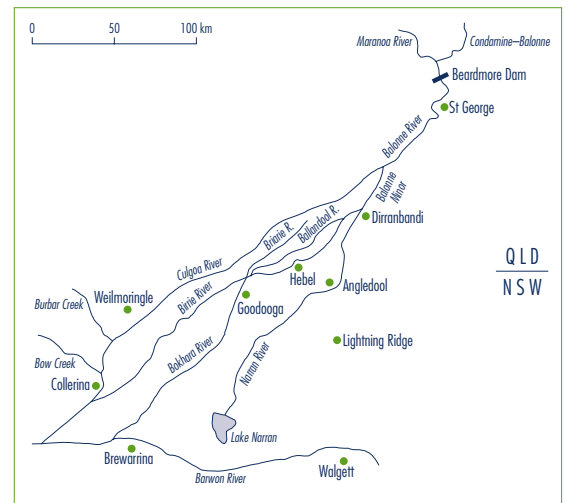 0 50 100 km
Maranoa River
Condamine–Balonne
Beardmore Dam
St George
Balonne River
Balonne
Minor
Dirranbandi
Briarie R.
Ballandool R.
Culgoa River
Hebel
Angledool
QLD
NSW
Birrie River
Goodooga
Weilmoringle
Burbar Creek
Bokhara River
Narran River
Lightning Ridge
Bow Creek
Collerina
Lake Narran
Brewarrina
Barwon River
Walgett